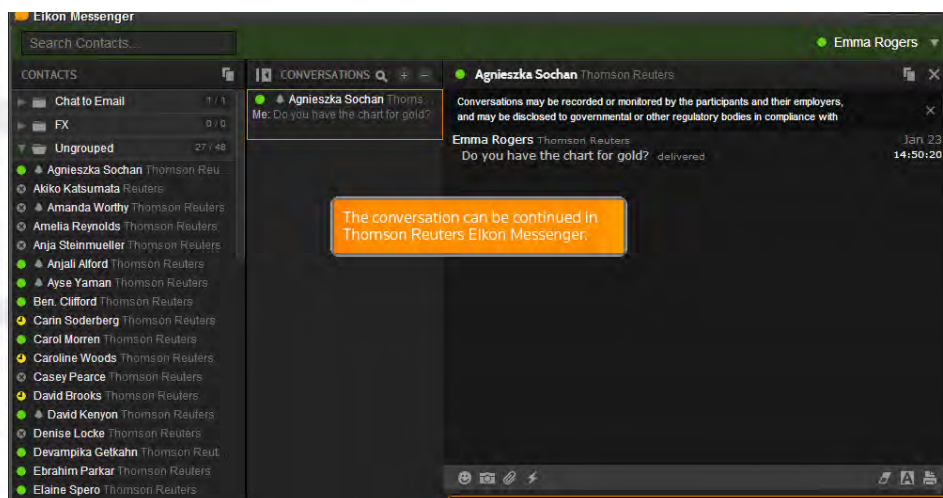 Eikon Messenger
Search Contacts...
Emma Rogers
CONTACTS
Chat to Email 1 / 1
FX 0 / 0
Ungrouped 27 / 48
Agnieszka Sochan Thomson Reu
Akiko Katsumata Reuters
Amanda Worthy Thomson Reuters
Amelia Reynolds Thomson Reuters
Anja Steinmueller Thomson Reuters
Anjali Alford Thomson Reuters
Ayse Yaman Thomson Reuters
Ben. Clifford Thomson Reuters
Carin Soderberg Thomson Reuters
Carol Morren Thomson Reuters
Caroline Woods Thomson Reuters
Casey Pearce Thomson Reuters
David Brooks Thomson Reuters
David Kenyon Thomson Reuters
Denise Locke Thomson Reuters
Devampika Getkahn Thomson Reut
Ebrahim Parkar Thomson Reuters
Elaine Spero Thomson Reuters
CONVERSATIONS
Agnieszka Sochan Thoms...
Me: Do you have the chart for gold?
Agnieszka Sochan Thomson Reuters
Conversations may be recorded or monitored by the participants and their employers,
and may be disclosed to governmental or other regulatory bodies in compliance with
Emma Rogers Thomson Reuters Jan 23
Do you have the chart for gold? delivered 14:50:20
The conversation can be continued in
Thomson Reuters Eikon Messenger.